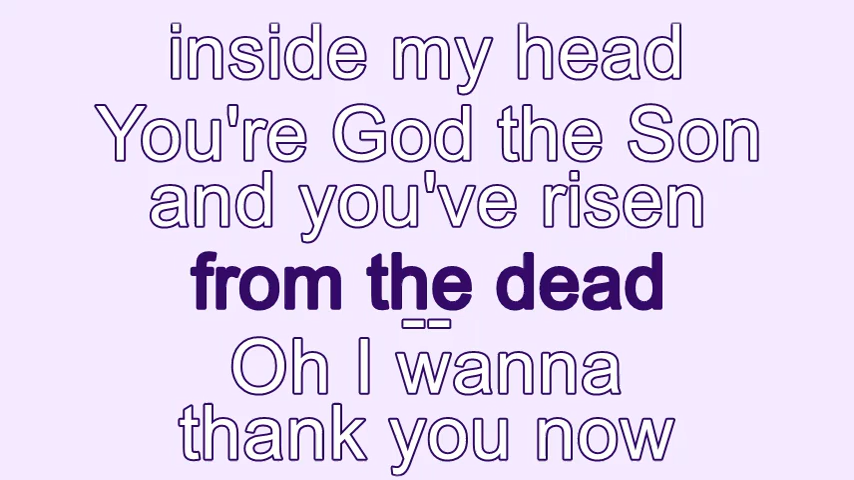 inside my head
You're God the Son
and you've risen
from the dead
--
Oh I wanna
thank you now